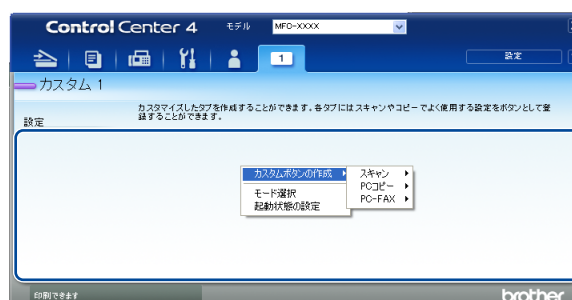 Control Center 4
モデル
MFC-XXXX
1
設定
カスタム 1
カスタマイズしたタブを作成することができます。各タブにはスキャンやコピーでよく使用する設定をボタンとして登
録することができます。
設定
カスタムボタンの作成
スキャン
PCコピー
PC-FAX
モード選択
起動状態の設定
印刷できます
brother